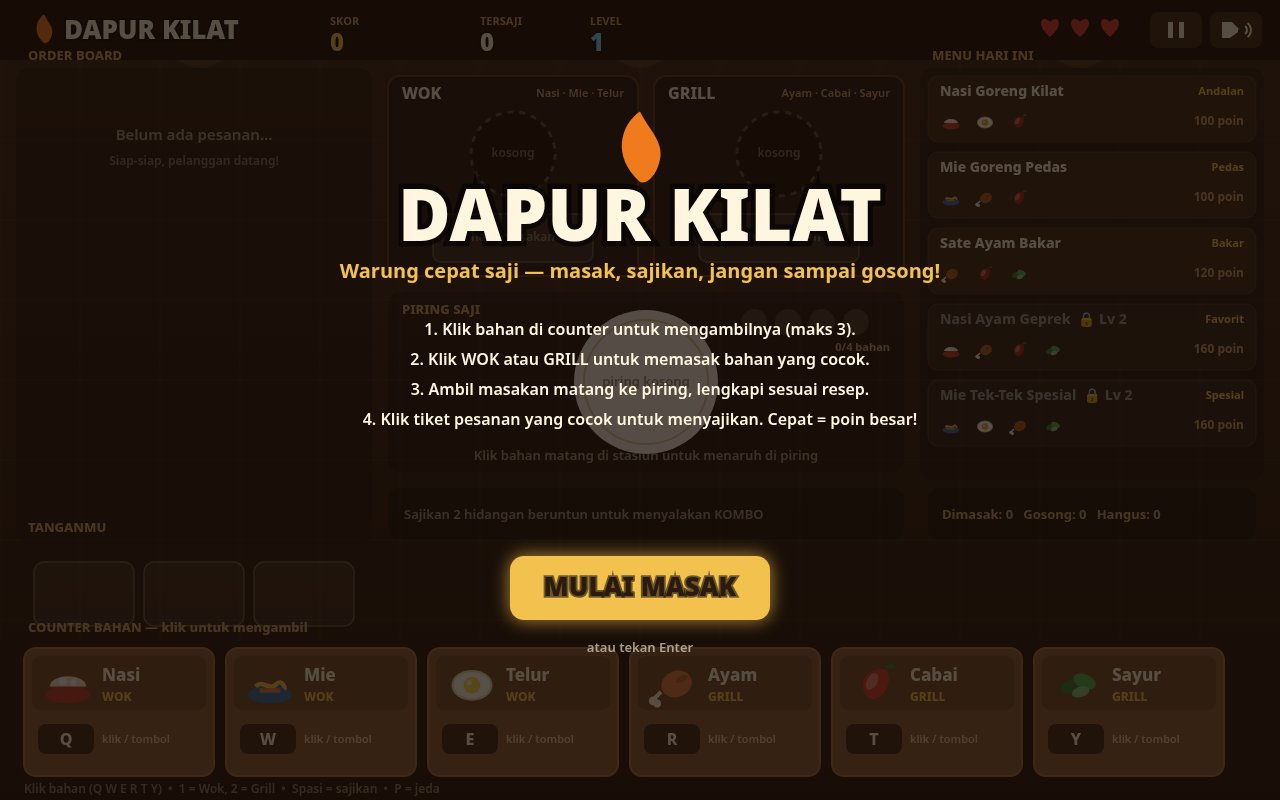 DAPUR KILAT
SKOR
0
TERSAJI
0
LEVEL
1
ORDER BOARD
Belum ada pesanan...
Siap-siap, pelanggan datang!
WOK
Nasi · Mie · Telur
kosong
GRILL
Ayam · Cabai · Sayur
kosong
MENU HARI INI
Nasi Goreng Kilat
Andalan
100 poin
Mie Goreng Pedas
Pedas
100 poin
Sate Ayam Bakar
Bakar
120 poin
Nasi Ayam Geprek 🔒 Lv 2
Favorit
160 poin
Mie Tek-Tek Spesial 🔒 Lv 2
Spesial
160 poin
DAPUR KILAT
Warung cepat saji — masak, sajikan, jangan sampai gosong!
PIRING SAJI
0/4 bahan
piring kosong
1. Klik bahan di counter untuk mengambilnya (maks 3).
2. Klik WOK atau GRILL untuk memasak bahan yang cocok.
3. Ambil masakan matang ke piring, lengkapi sesuai resep.
4. Klik tiket pesanan yang cocok untuk menyajikan. Cepat = poin besar!
Klik bahan matang di stasiun untuk menaruh di piring
Sajikan 2 hidangan beruntun untuk menyalakan KOMBO
Dimasak: 0 Gosong: 0 Hangus: 0
TANGANMU
MULAI MASAK
atau tekan Enter
COUNTER BAHAN — klik untuk mengambil
Nasi
WOK
Q
klik / tombol
Mie
WOK
W
klik / tombol
Telur
WOK
E
klik / tombol
Ayam
GRILL
R
klik / tombol
Cabai
GRILL
T
klik / tombol
Sayur
GRILL
Y
klik / tombol
Klik bahan (Q W E R T Y) • 1 = Wok, 2 = Grill • Spasi = sajikan • P = jeda